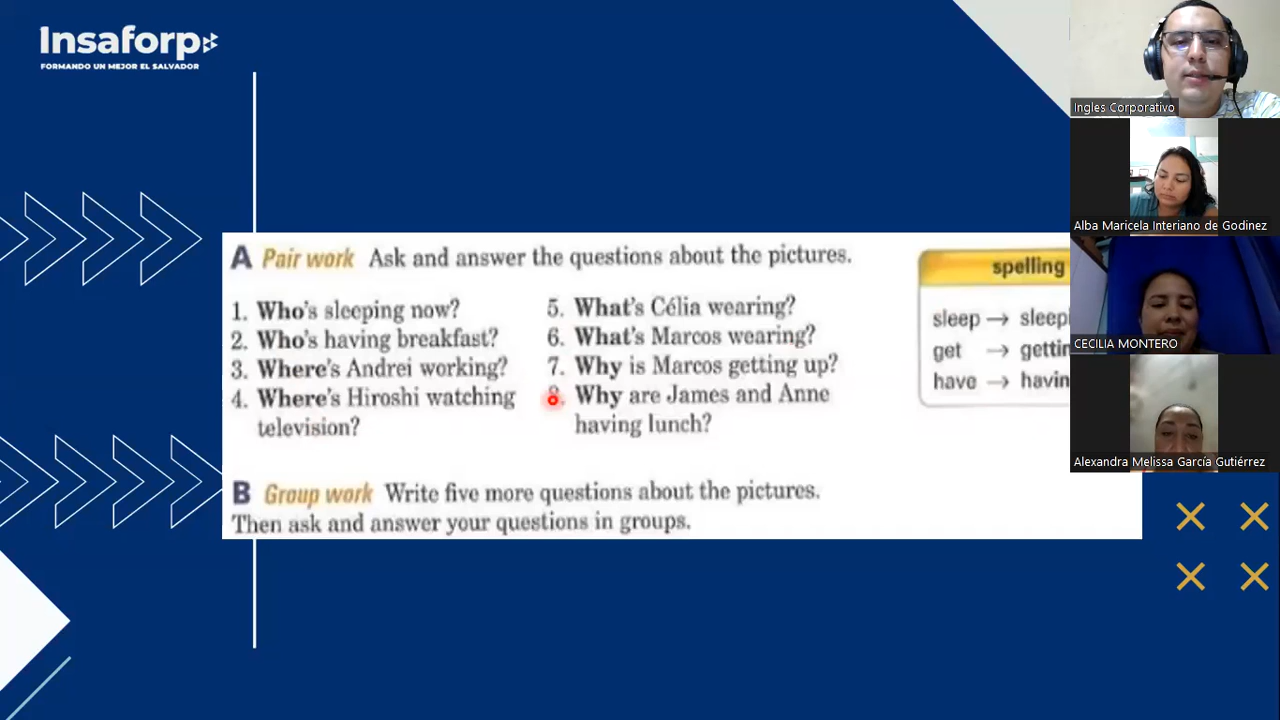 Insaforp
FORMANDO UN MEJOR EL SALVADOR
A Pair work Ask and answer the questions about the pictures.
1. Who's sleeping now?
2. Who's having breakfast?
3. Where's Andrei working?
4. Where's Hiroshi watching
television?
5. What's Célia wearing?
6. What's Marcos wearing?
7. Why is Marcos getting up?
8. Why are James and Anne
having lunch?
spelling
sleep → sleepi
get → gettin
have → havin
B Group work Write five more questions about the pictures.
Then ask and answer your questions in groups.
Ingles Corporativo
Alba Maricela Interiano de Godinez
CECILIA MONTERO
Alexandra Melissa García Gutiérrez